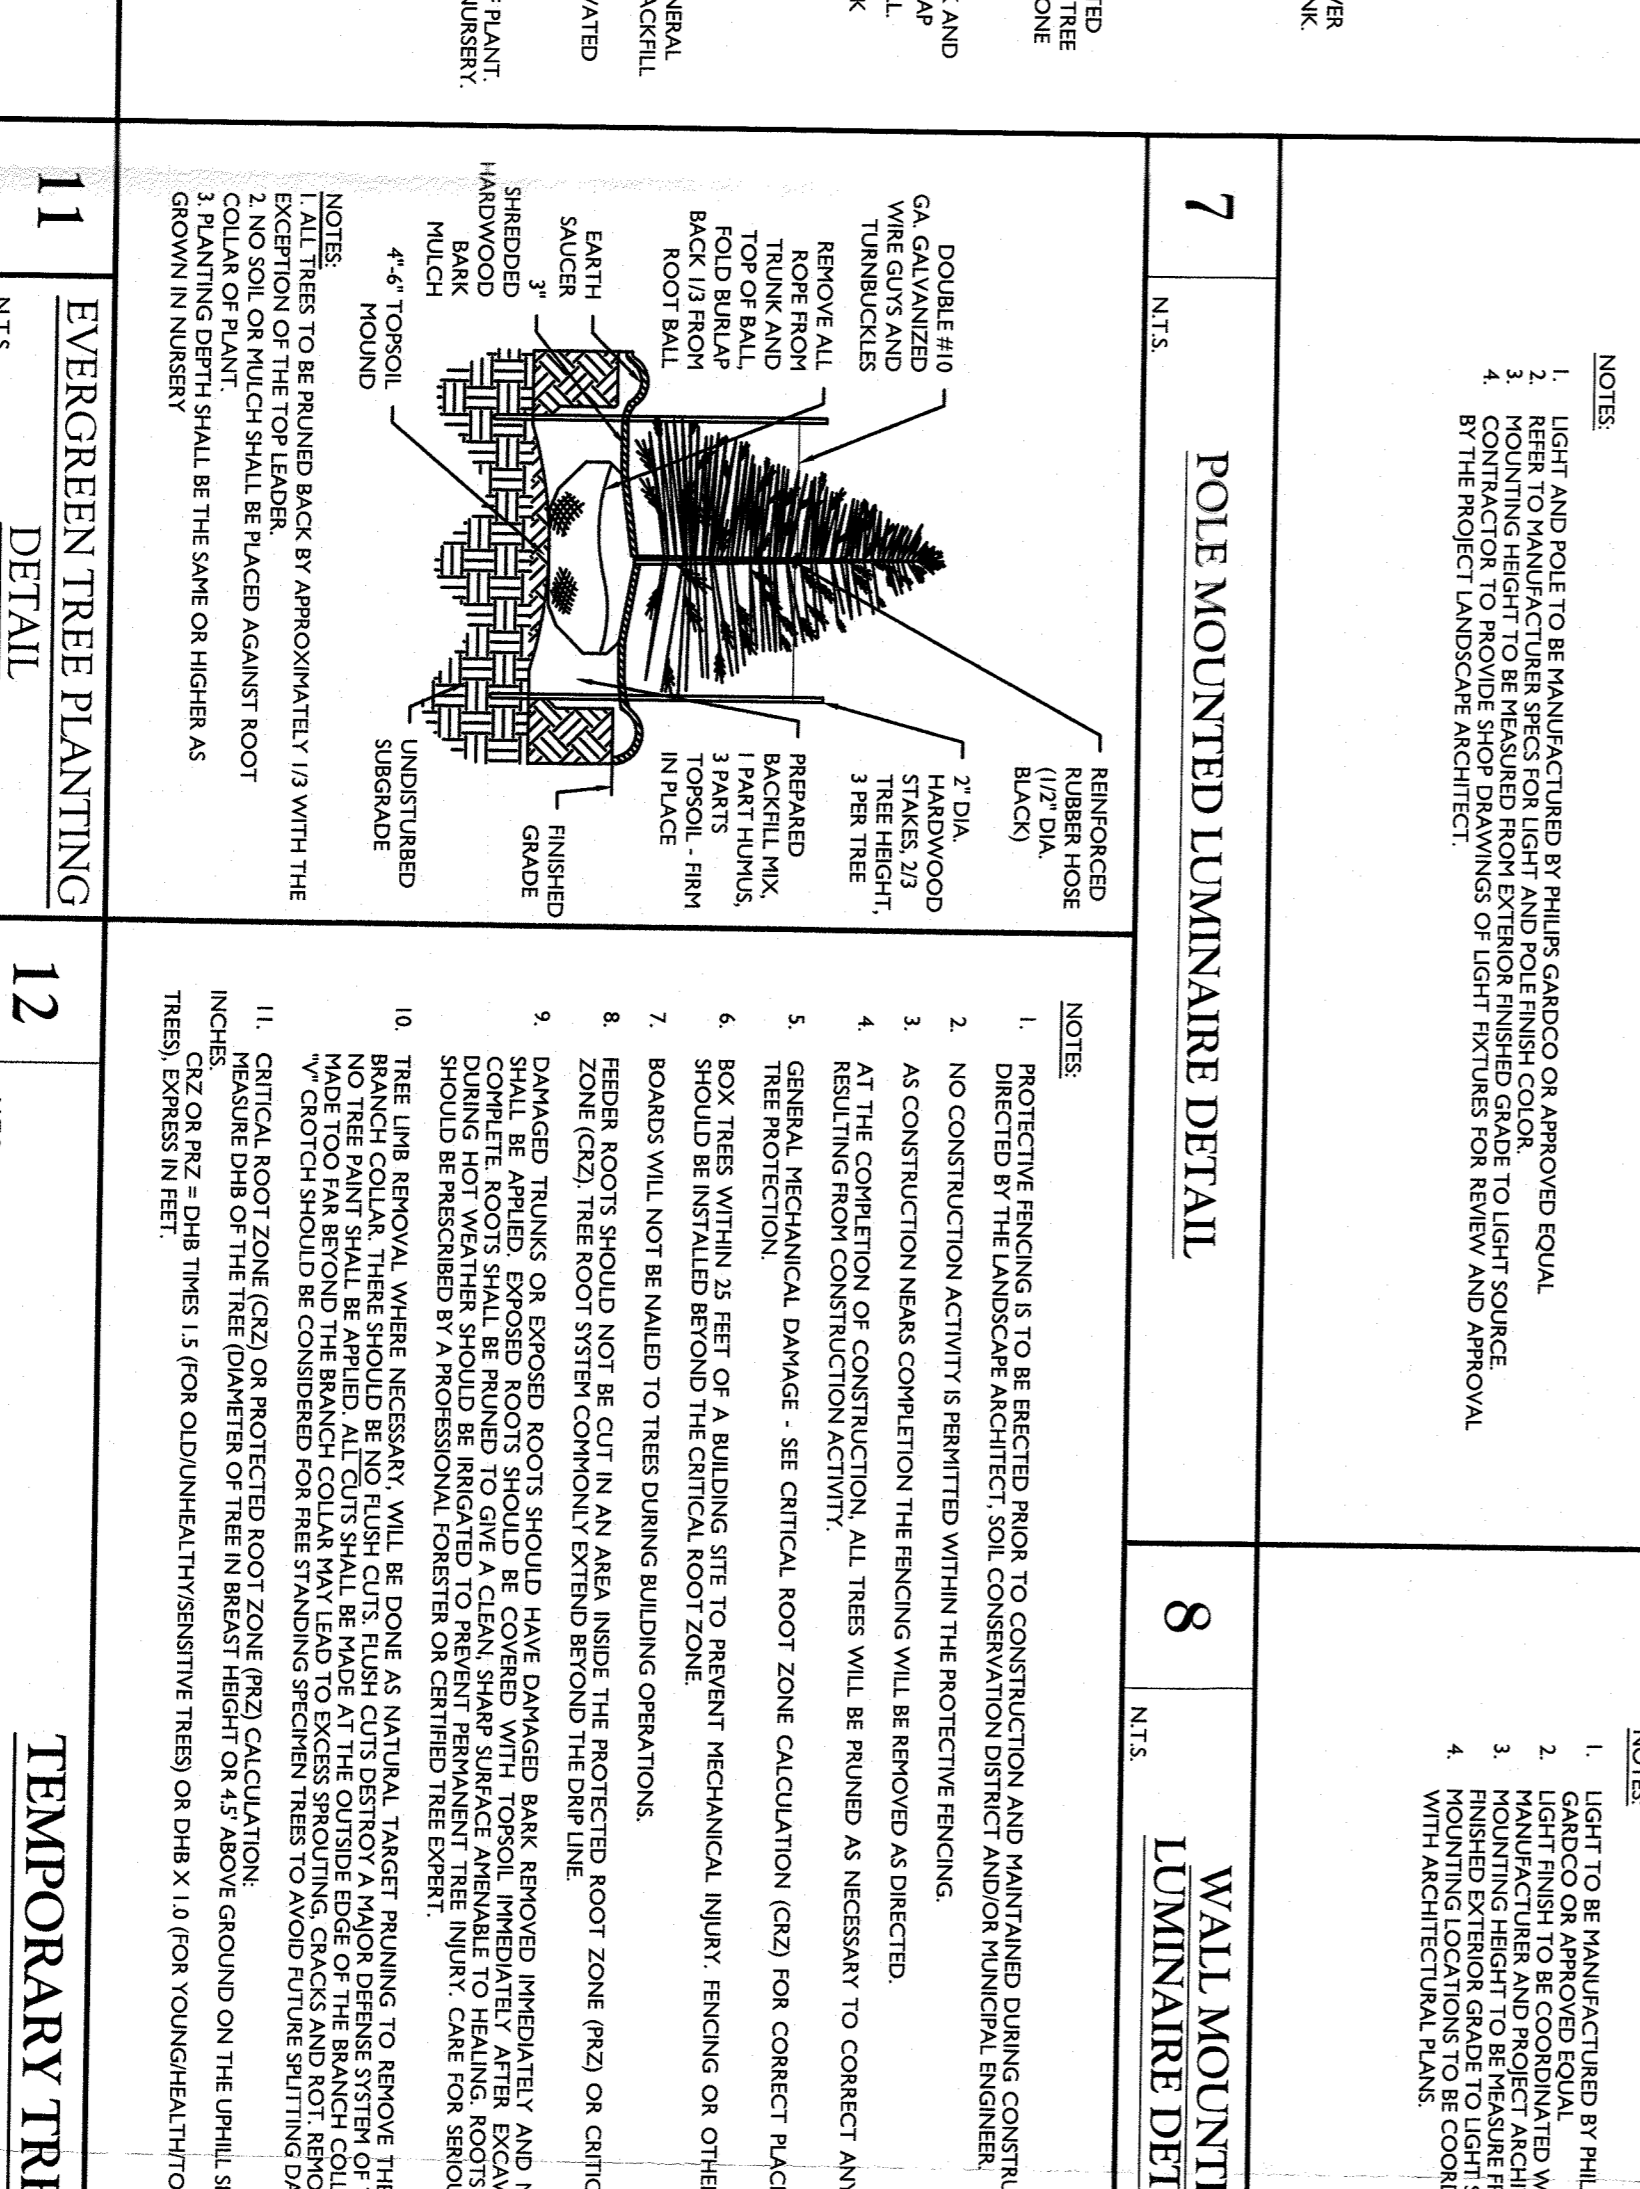 VER
NK.
TED
TREE
ONE
K AND
AP
L.
K
NERAL
ACKFILL
VATED
F PLANT.
NURSERY.
NOTES:
1. LIGHT AND POLE TO BE MANUFACTURED BY PHILIPS GARDCO OR APPROVED EQUAL
2. REFER TO MANUFACTURER SPECS FOR LIGHT AND POLE FINISH COLOR.
3. MOUNTING HEIGHT TO BE MEASURED FROM EXTERIOR FINISHED GRADE TO LIGHT SOURCE.
4. CONTRACTOR TO PROVIDE SHOP DRAWINGS OF LIGHT FIXTURES FOR REVIEW AND APPROVAL
BY THE PROJECT LANDSCAPE ARCHITECT.
7
POLE MOUNTED LUMINAIRE DETAIL
N.T.S.
NOTES:
1. LIGHT TO BE MANUFACTURED BY PHIL
GARDCO OR APPROVED EQUAL
2. LIGHT FINISH TO BE COORDINATED W
MANUFACTURER AND PROJECT ARCHI
3. MOUNTING HEIGHT TO BE MEASURE F
FINISHED EXTERIOR GRADE TO LIGHT S
4. MOUNTING LOCATIONS TO BE COORD
WITH ARCHITECTURAL PLANS.
8
WALL MOUNTE
LUMINAIRE DET
N.T.S.
DOUBLE #10
GA. GALVANIZED
WIRE GUYS AND
TURNBUCKLES
REMOVE ALL
ROPE FROM
TRUNK AND
TOP OF BALL,
FOLD BURLAP
BACK 1/3 FROM
ROOT BALL
EARTH
SAUCER
3"
SHREDDED
HARDWOOD
BARK
MULCH
4"-6" TOPSOIL
MOUND
REINFORCED
RUBBER HOSE
(1/2" DIA.
BLACK)
2" DIA.
HARDWOOD
STAKES, 2/3
TREE HEIGHT,
3 PER TREE
PREPARED
BACKFILL MIX,
1 PART HUMUS,
3 PARTS
TOPSOIL - FIRM
IN PLACE
FINISHED
GRADE
UNDISTURBED
SUBGRADE
NOTES:
1. ALL TREES TO BE PRUNED BACK BY APPROXIMATELY 1/3 WITH THE
EXCEPTION OF THE TOP LEADER.
2. NO SOIL OR MULCH SHALL BE PLACED AGAINST ROOT
COLLAR OF PLANT.
3. PLANTING DEPTH SHALL BE THE SAME OR HIGHER AS
GROWN IN NURSERY
11
EVERGREEN TREE PLANTING
DETAIL
N.T.S.
NOTES:
1. PROTECTIVE FENCING IS TO BE ERECTED PRIOR TO CONSTRUCTION AND MAINTAINED DURING CONSTRU
DIRECTED BY THE LANDSCAPE ARCHITECT, SOIL CONSERVATION DISTRICT AND/OR MUNICIPAL ENGINEER.
2. NO CONSTRUCTION ACTIVITY IS PERMITTED WITHIN THE PROTECTIVE FENCING.
3. AS CONSTRUCTION NEARS COMPLETION THE FENCING WILL BE REMOVED AS DIRECTED.
4. AT THE COMPLETION OF CONSTRUCTION, ALL TREES WILL BE PRUNED AS NECESSARY TO CORRECT ANY
RESULTING FROM CONSTRUCTION ACTIVITY.
5. GENERAL MECHANICAL DAMAGE - SEE CRITICAL ROOT ZONE CALCULATION (CRZ) FOR CORRECT PLACE
TREE PROTECTION.
6. BOX TREES WITHIN 25 FEET OF A BUILDING SITE TO PREVENT MECHANICAL INJURY. FENCING OR OTHER
SHOULD BE INSTALLED BEYOND THE CRITICAL ROOT ZONE.
7. BOARDS WILL NOT BE NAILED TO TREES DURING BUILDING OPERATIONS.
8. FEEDER ROOTS SHOULD NOT BE CUT IN AN AREA INSIDE THE PROTECTED ROOT ZONE (PRZ) OR CRITIC
ZONE (CRZ). TREE ROOT SYSTEM COMMONLY EXTEND BEYOND THE DRIP LINE.
9. DAMAGED TRUNKS OR EXPOSED ROOTS SHOULD HAVE DAMAGED BARK REMOVED IMMEDIATELY AND N
SHALL BE APPLIED. EXPOSED ROOTS SHOULD BE COVERED WITH TOPSOIL IMMEDIATELY AFTER EXCAV
COMPLETE. ROOTS SHALL BE PRUNED TO GIVE A CLEAN, SHARP SURFACE AMENABLE TO HEALING. ROOTS
DURING HOT WEATHER SHOULD BE IRRIGATED TO PREVENT PERMANENT TREE INJURY. CARE FOR SERIOU
SHOULD BE PRESCRIBED BY A PROFESSIONAL FORESTER OR CERTIFIED TREE EXPERT.
10. TREE LIMB REMOVAL WHERE NECESSARY, WILL BE DONE AS NATURAL TARGET PRUNING TO REMOVE THE
BRANCH COLLAR. THERE SHOULD BE NO FLUSH CUTS. FLUSH CUTS DESTROY A MAJOR DEFENSE SYSTEM OF
NO TREE PAINT SHALL BE APPLIED. ALL CUTS SHALL BE MADE AT THE OUTSIDE EDGE OF THE BRANCH COLL
MADE TOO FAR BEYOND THE BRANCH COLLAR MAY LEAD TO EXCESS SPROUTING, CRACKS AND ROT. REMO
"V" CROTCH SHOULD BE CONSIDERED FOR FREE STANDING SPECIMEN TREES TO AVOID FUTURE SPLITTING DA
11. CRITICAL ROOT ZONE (CRZ) OR PROTECTED ROOT ZONE (PRZ) CALCULATION:
MEASURE DHB OF THE TREE (DIAMETER OF TREE IN BREAST HEIGHT OR 4.5' ABOVE GROUND ON THE UPHILL SI
INCHES.
CRZ OR PRZ = DHB TIMES 1.5 (FOR OLD/UNHEALTHY/SENSITIVE TREES) OR DHB X 1.0 (FOR YOUNG/HEALTH/TO
TREES), EXPRESS IN FEET.
12
TEMPORARY TRE